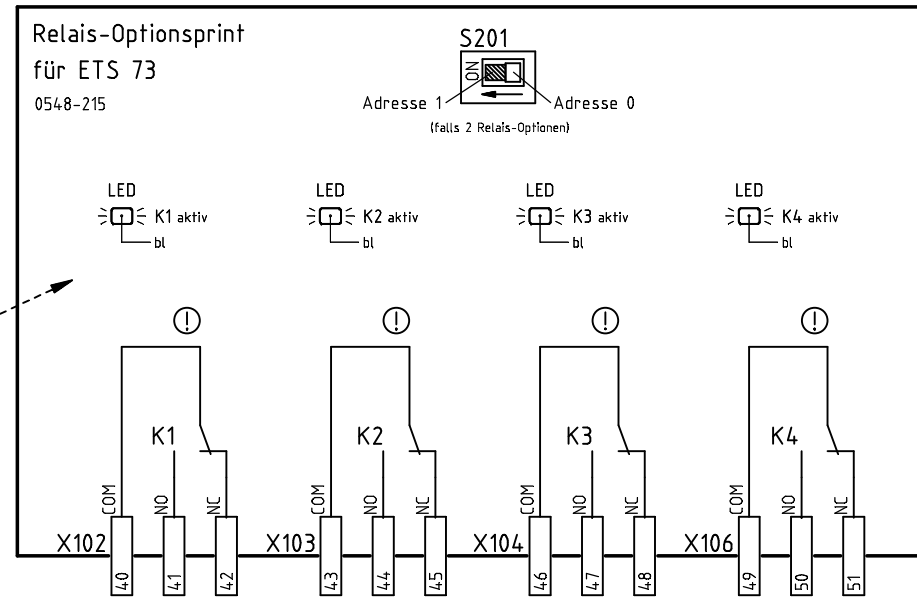 Relais-Optionsprint
für ETS 73
0548-215
S201
ON
Adresse 1
Adresse 0
(falls 2 Relais-Optionen)
LED
K1 aktiv
bl
LED
K2 aktiv
bl
LED
K3 aktiv
bl
LED
K4 aktiv
bl
!
!
!
!
K1
K2
K3
K4
COM
NO
NC
COM
NO
NC
COM
NO
NC
COM
NO
NC
X102
40
41
42
X103
43
44
45
X104
46
47
48
X106
49
50
51